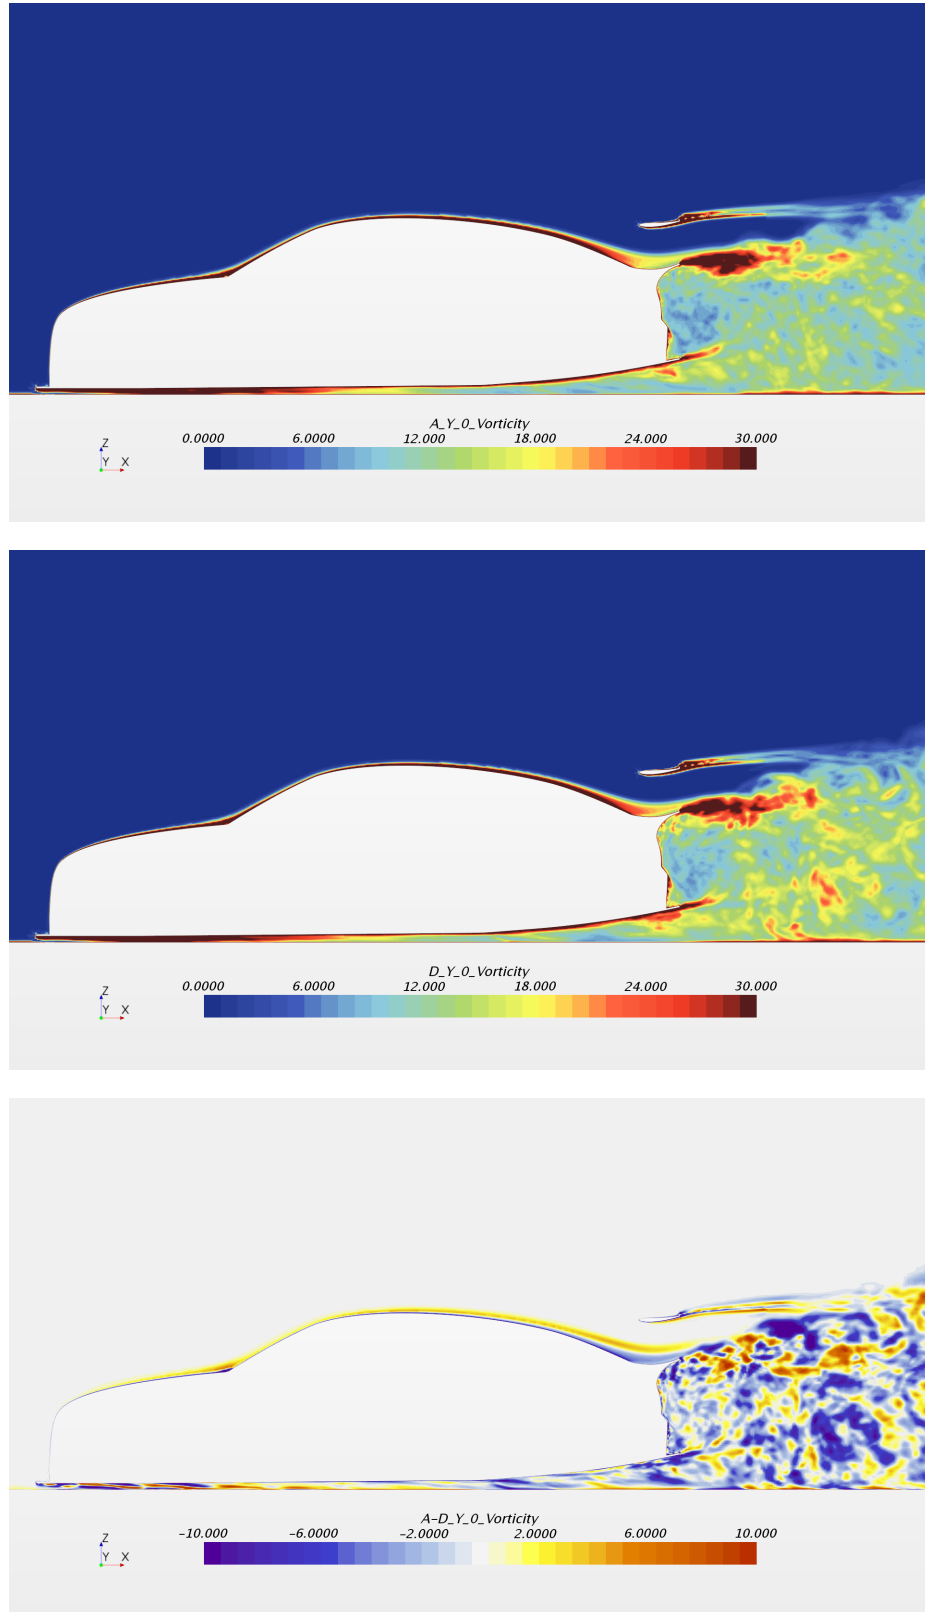 A_Y_0_Vorticity
0.0000 6.0000 12.000 18.000 24.000 30.000
Z
Y X
D_Y_0_Vorticity
0.0000 6.0000 12.000 18.000 24.000 30.000
Z
Y X
A-D_Y_0_Vorticity
-10.000 -6.0000 -2.0000 2.0000 6.0000 10.000
Z
Y X